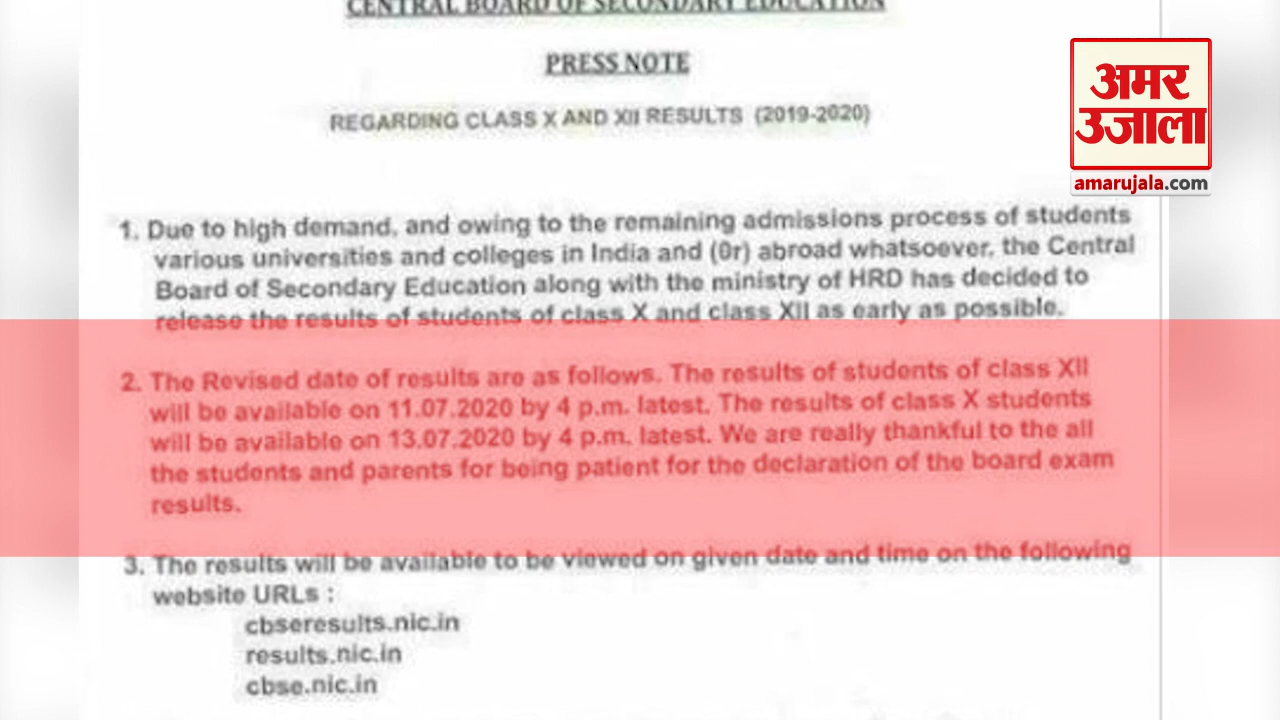 CENTRAL BOARD OF SECONDARY EDUCATION
PRESS NOTE
REGARDING CLASS X AND XII RESULTS (2019-2020)
अमर
उजाला
amarujala.com
1. Due to high demand, and owing to the remaining admissions process of students
various universities and colleges in India and (0r) abroad whatsoever, the Central
Board of Secondary Education along with the ministry of HRD has decided to
release the results of students of class X and class XII as early as possible.
2. The Revised date of results are as follows. The results of students of class XII
will be available on 11.07.2020 by 4 p.m. latest. The results of class X students
will be available on 13.07.2020 by 4 p.m. latest. We are really thankful to the all
the students and parents for being patient for the declaration of the board exam
results.
3. The results will be available to be viewed on given date and time on the following
website URLs :
cbseresults.nic.in
results.nic.in
cbse.nic.in